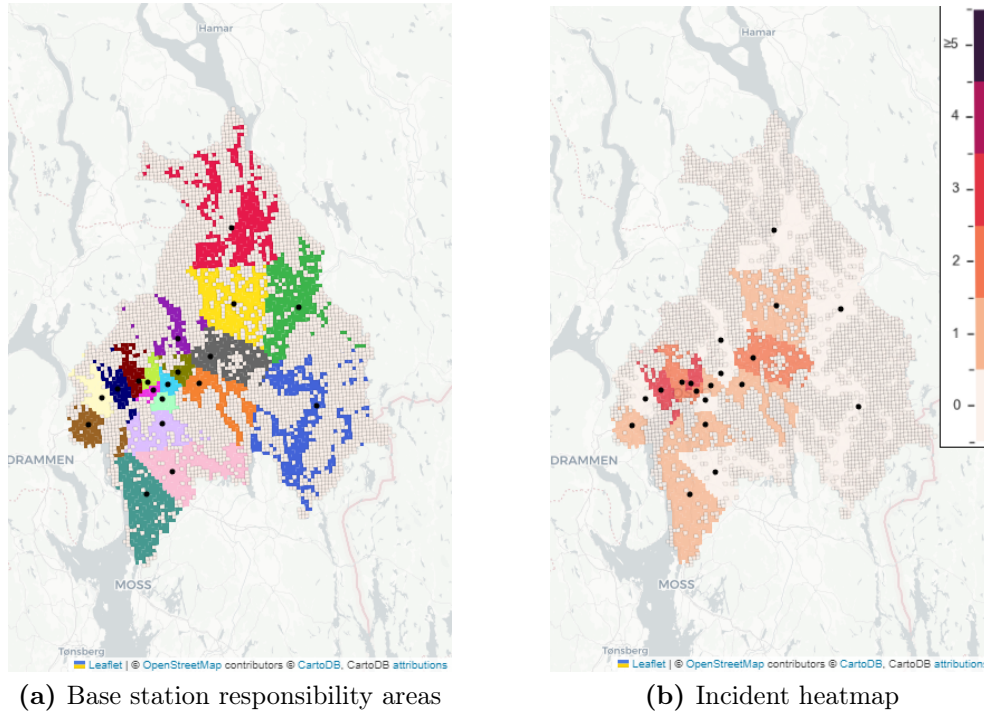 Hamar
DRAMMEN
MOSS
Tønsberg
Leaflet | © OpenStreetMap contributors © CartoDB, CartoDB attributions
(a) Base station responsibility areas
Hamar
DRAMMEN
MOSS
Tønsberg
Leaflet | © OpenStreetMap contributors © CartoDB, CartoDB attributions
≥5
4
3
2
1
0
(b) Incident heatmap